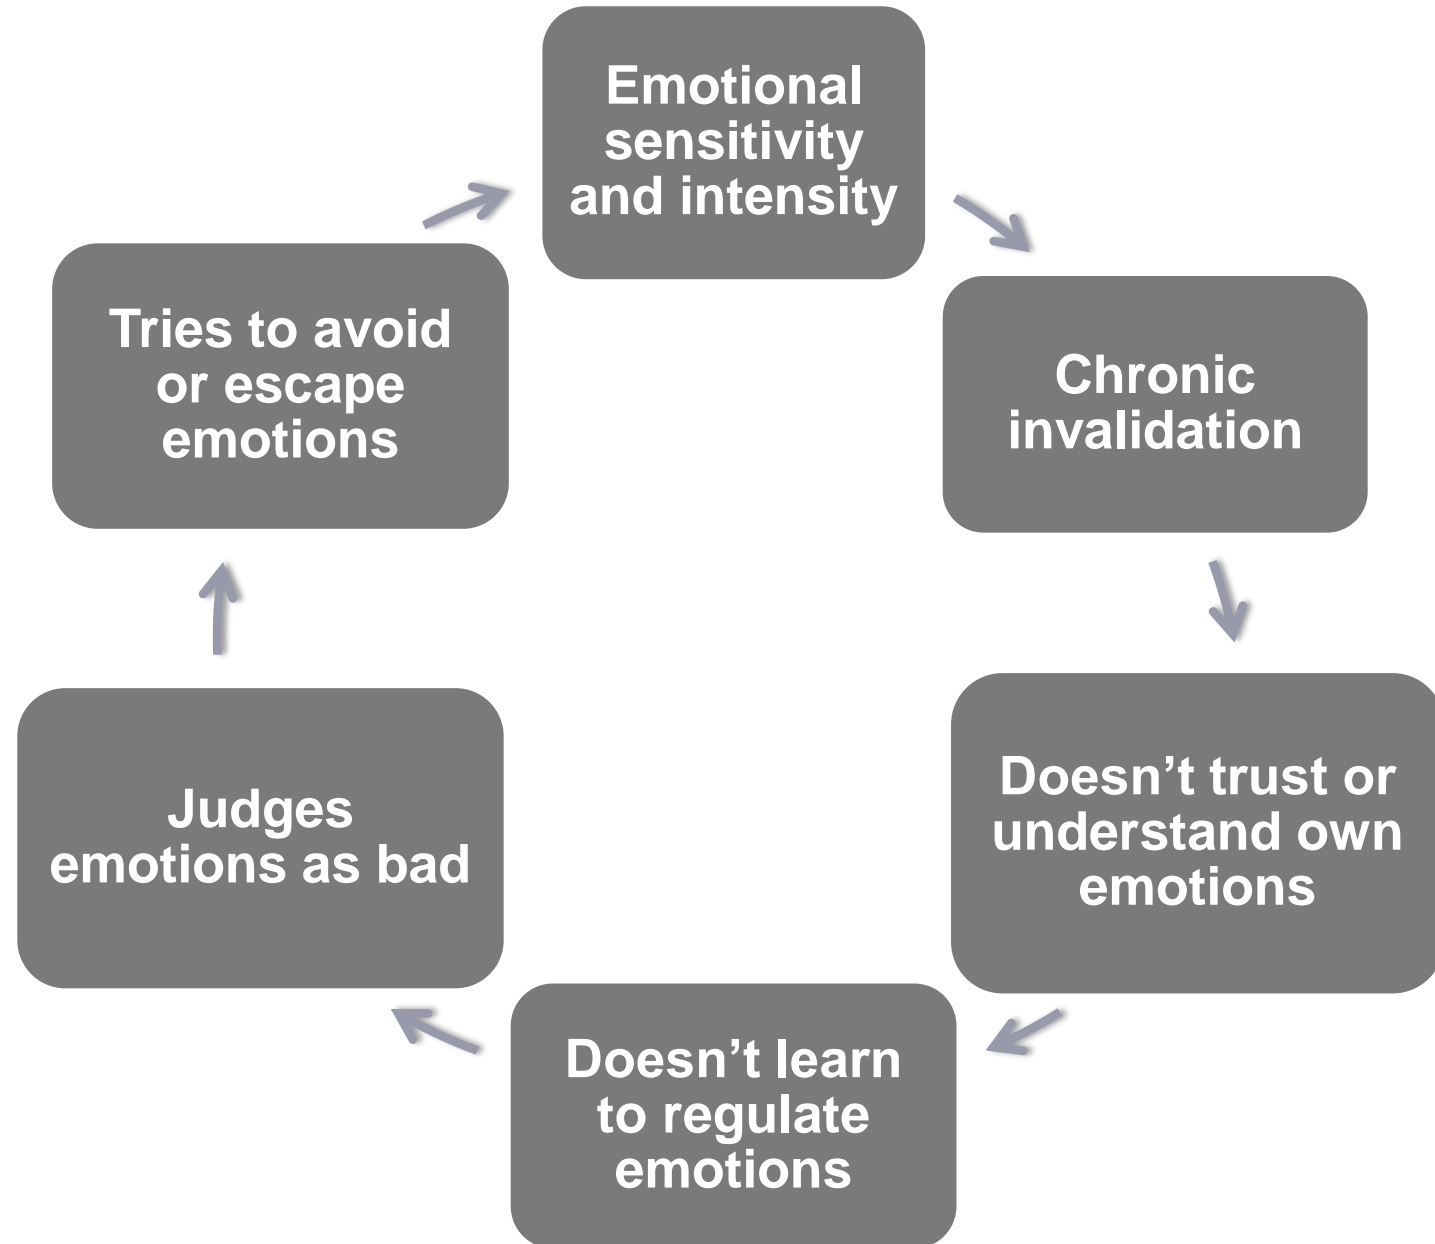 Emotional
sensitivity
and intensity
Chronic
invalidation
Doesn’t trust or
understand own
emotions
Doesn’t learn
to regulate
emotions
Judges
emotions as bad
Tries to avoid
or escape
emotions